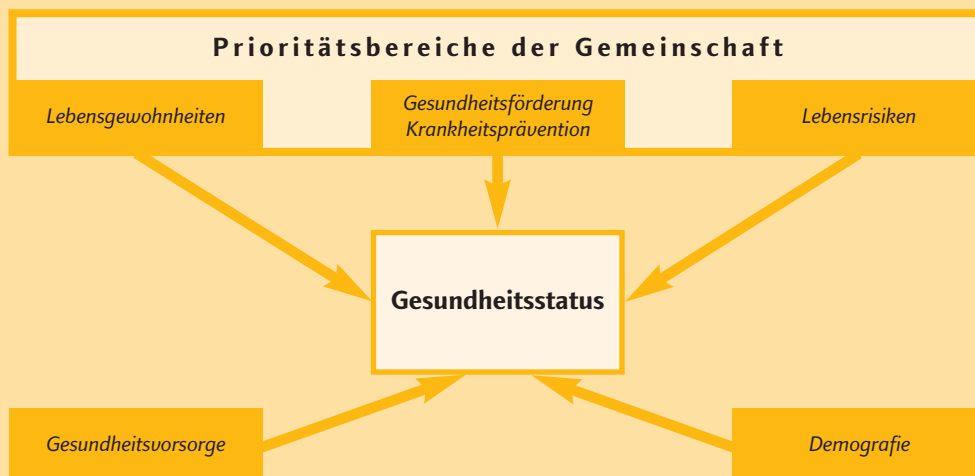 Prioritätsbereiche der Gemeinschaft
Lebensgewohnheiten
Gesundheitsförderung
Krankheitsprävention
Lebensrisiken
Gesundheitsstatus
Gesundheitsvorsorge
Demografie